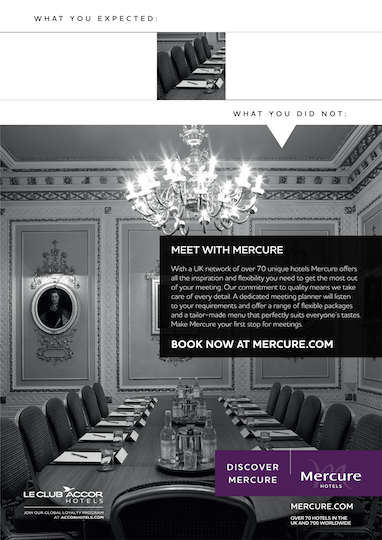 WHAT YOU EXPECTED:
WHAT YOU DID NOT:
MEET WITH MERCURE
With a UK network of over 70 unique hotels Mercure offers
all the inspiration and flexibility you need to get the most out
of your meeting. Our commitment to quality means we take
care of every detail. A dedicated meeting planner will listen
to your requirements and offer a range of flexible packages
and a tailor-made menu that perfectly suits everyone's tastes.
Make Mercure your first stop for meetings.
BOOK NOW AT MERCURE.COM
DISCOVER
MERCURE
Mercure
HOTELS
LE CLUB ACCOR
HOTELS
JOIN OUR GLOBAL LOYALTY PROGRAM
AT ACCORHOTELS.COM
MERCURE.COM
OVER 70 HOTELS IN THE
UK AND 700 WORLDWIDE